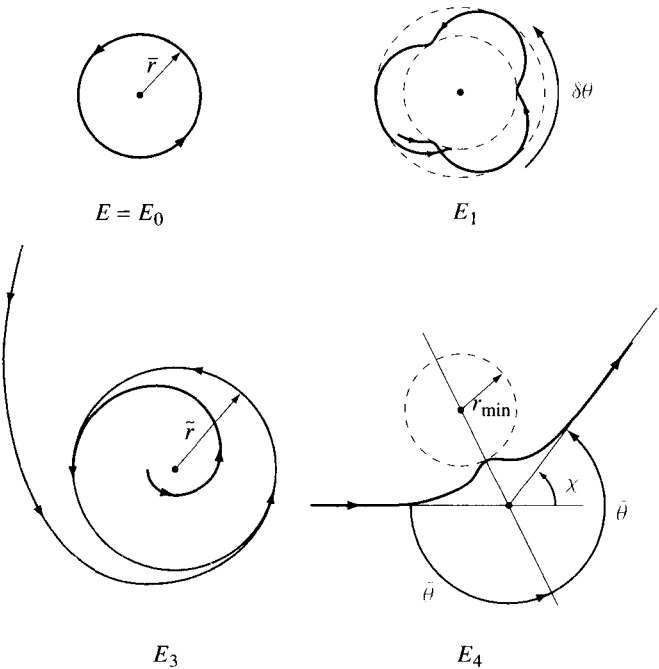 r̄
δθ
E = E₀
E₁
r̃
r_min
χ
θ̄
θ̄
E₃
E₄